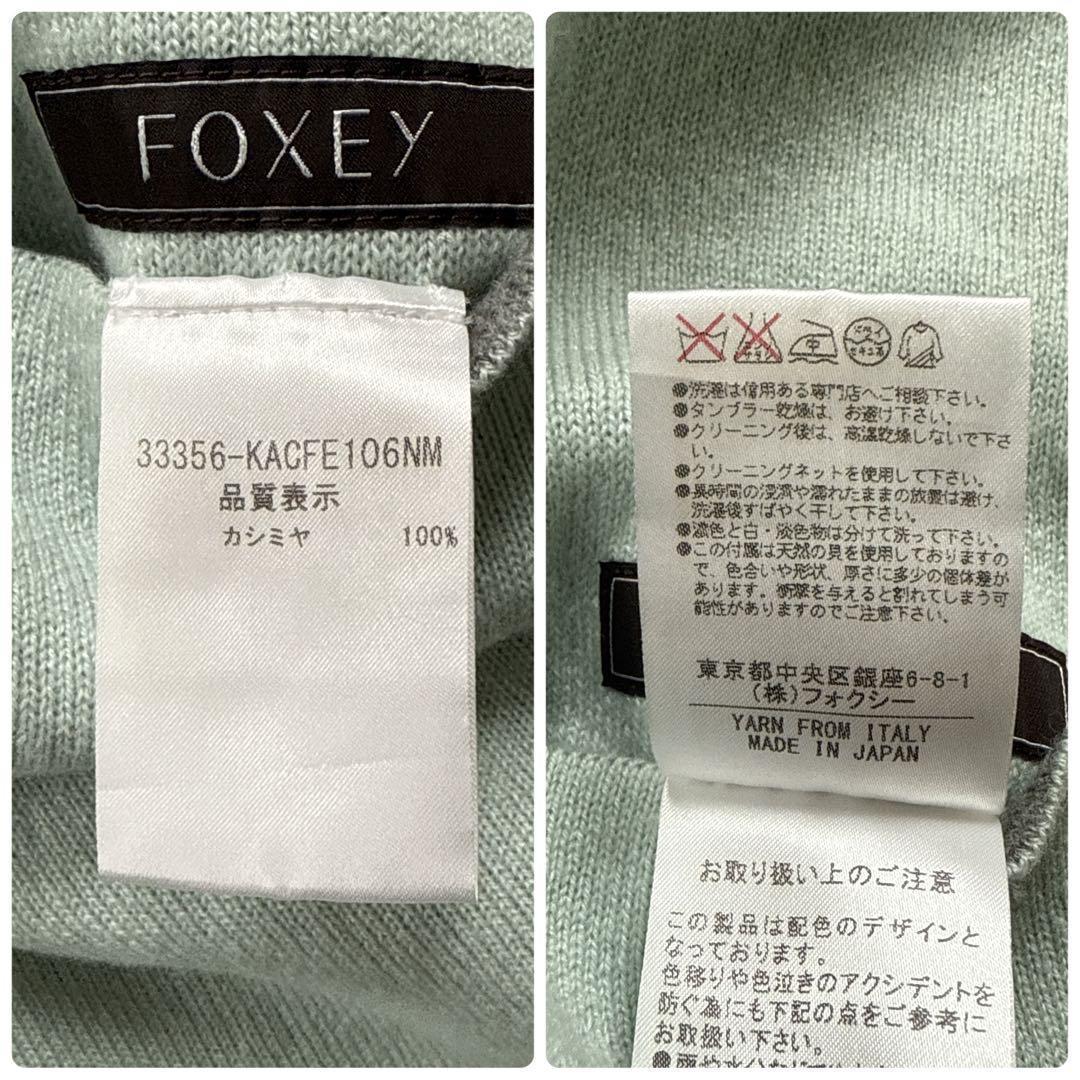 FOXEY
33356-KACFE106NM
品質表示
カシミヤ 100%
エンソ
サラシ
中
ドライ
セキユ系
●洗濯は信用ある専門店へご相談下さい。
●タンブラー乾燥は、お避け下さい。
●クリーニング後は、高温乾燥しないで下さ
い。
●クリーニングネットを使用して下さい。
●長時間の浸漬や濡れたままの放置は避け、
洗濯後すばやく干して下さい。
●濃色と白・淡色物は分けて洗って下さい。
●この付属は天然の貝を使用しておりますの
で、色合いや形状、厚さに多少の個体差が
あります。衝撃を与えると割れてしまう可
能性がありますのでご注意下さい。
東京都中央区銀座6-8-1
(株)フォクシー
YARN FROM ITALY
MADE IN JAPAN
お取り扱い上のご注意
この製品は配色のデザインと
なっております。
色移りや色泣きのアクシデントを
防ぐ為にも下記の点をご参考に
お取扱い下さい。